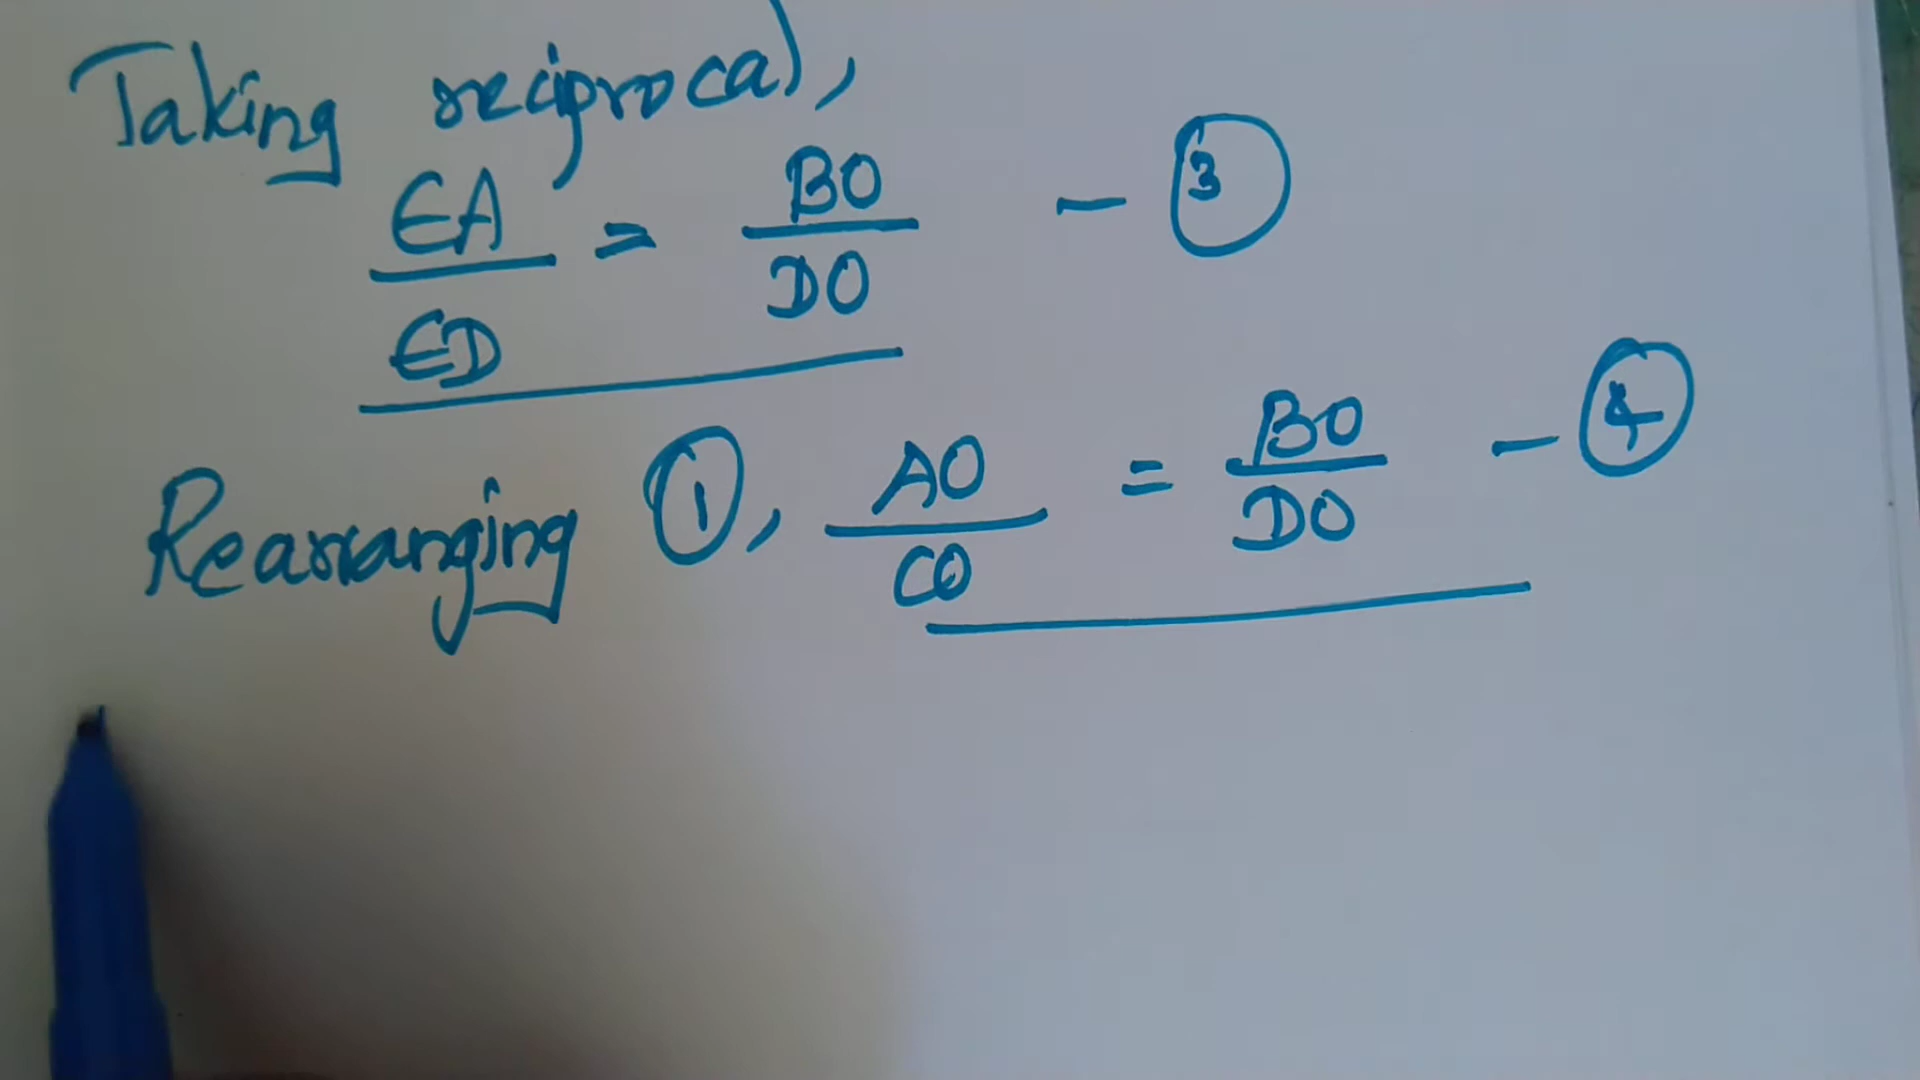 Taking reciprocal,
EA/ED = BO/DO - ③
Rearranging ①, AO/CO = BO/DO - ④